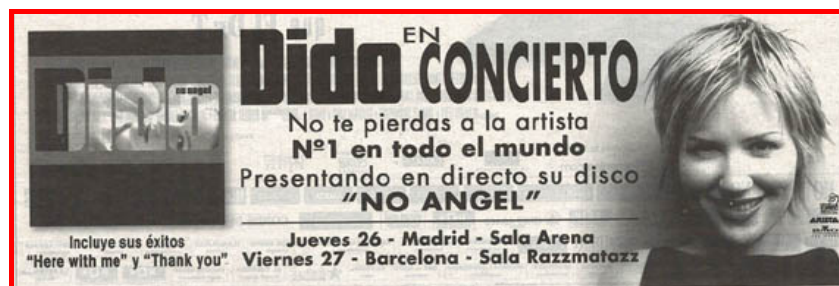 Dido
no angel
Dido EN CONCIERTO
No te pierdas a la artista
Nº1 en todo el mundo
Presentando en directo su disco
"NO ANGEL"
Incluye sus éxitos
"Here with me" y "Thank you".
Jueves 26 - Madrid - Sala Arena
Viernes 27 - Barcelona - Sala Razzmatazz
ARISTA